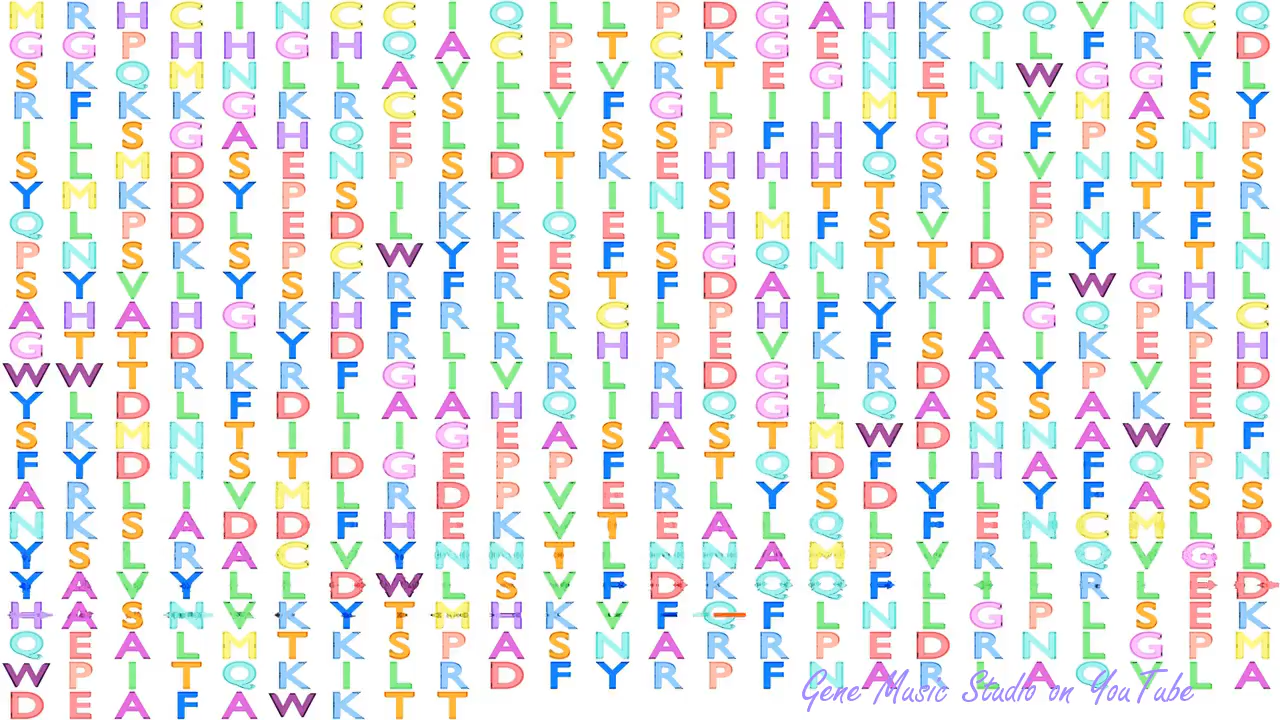 M R H C I N C C I Q L L P D G A H K Q Q V N C Q
G G P H H G H Q A C P T C K G E N K I L F R V D
S K Q M N L L A V L E V R T E G N E N W G G F L
R F K K G K R C S L V F G L I M T L V M A S Y
I L S G A H Q E L L I S S P F H Y G G F P S N P
S L M D S E N P S D T K E H H H Q S S V N I P S
Y M K D Y P S I K L I I N S I T T R I E F T T R
Q L P D L E D L K K Q E L H M F S V I P N K F L
P N S K S P C W Y E E F S G Q N T T D P Y L T N
S Y V L Y S K R F R S T F D A L R K A F W G H L
A H A H G K H F R L R C L P H F Y I I G Q P K C
G T T D L Y D R L R L H P E V K F S A I K E P H
W W T R K R F G I V R L R D G L R D R Y P V E D
Y L D L F D L A A H Q I H Q G L Q A S S A K E Q
S K M N T I I I G E A S A S T M W D N N A W T F
F Y D N S T D G E P P F L T Q D F I H A F Q P N
A R L I V M L R D P V E R L Y S D Y L Y F A S S
N K S A D D F H E K V T E A L Q L F E N C M L D
Y S L R A C V Y N N T L N N A M P V R L Q V G L
Y A V Y L L D W L S V F D K Q Q F L L L R L E D
H A S N V K Y T M H K V F Q F L N L G P L S E K
Q E A L M T K S P A S N A R R P E D R N L G P M
W P I T Q K I L R D F Y R P F N A R L A Q V L A
D E A F A W K T T
Gene Music Studio on YouTube